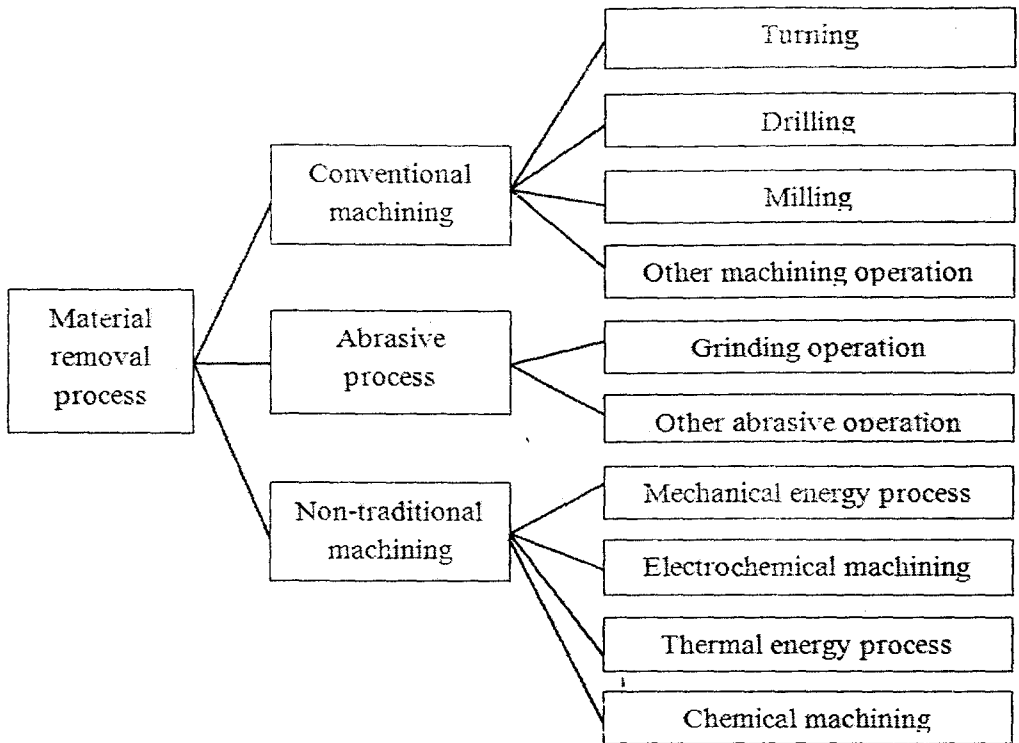 Material
removal
process
Conventional
machining
Abrasive
process
Non-traditional
machining
Turning
Drilling
Milling
Other machining operation
Grinding operation
Other abrasive operation
Mechanical energy process
Electrochemical machining
Thermal energy process
Chemical machining